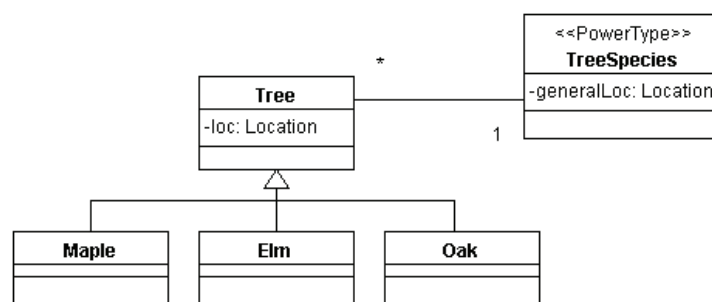 <<PowerType>>
TreeSpecies
-generalLoc: Location
*
1
Tree
-loc: Location
Maple
Elm
Oak